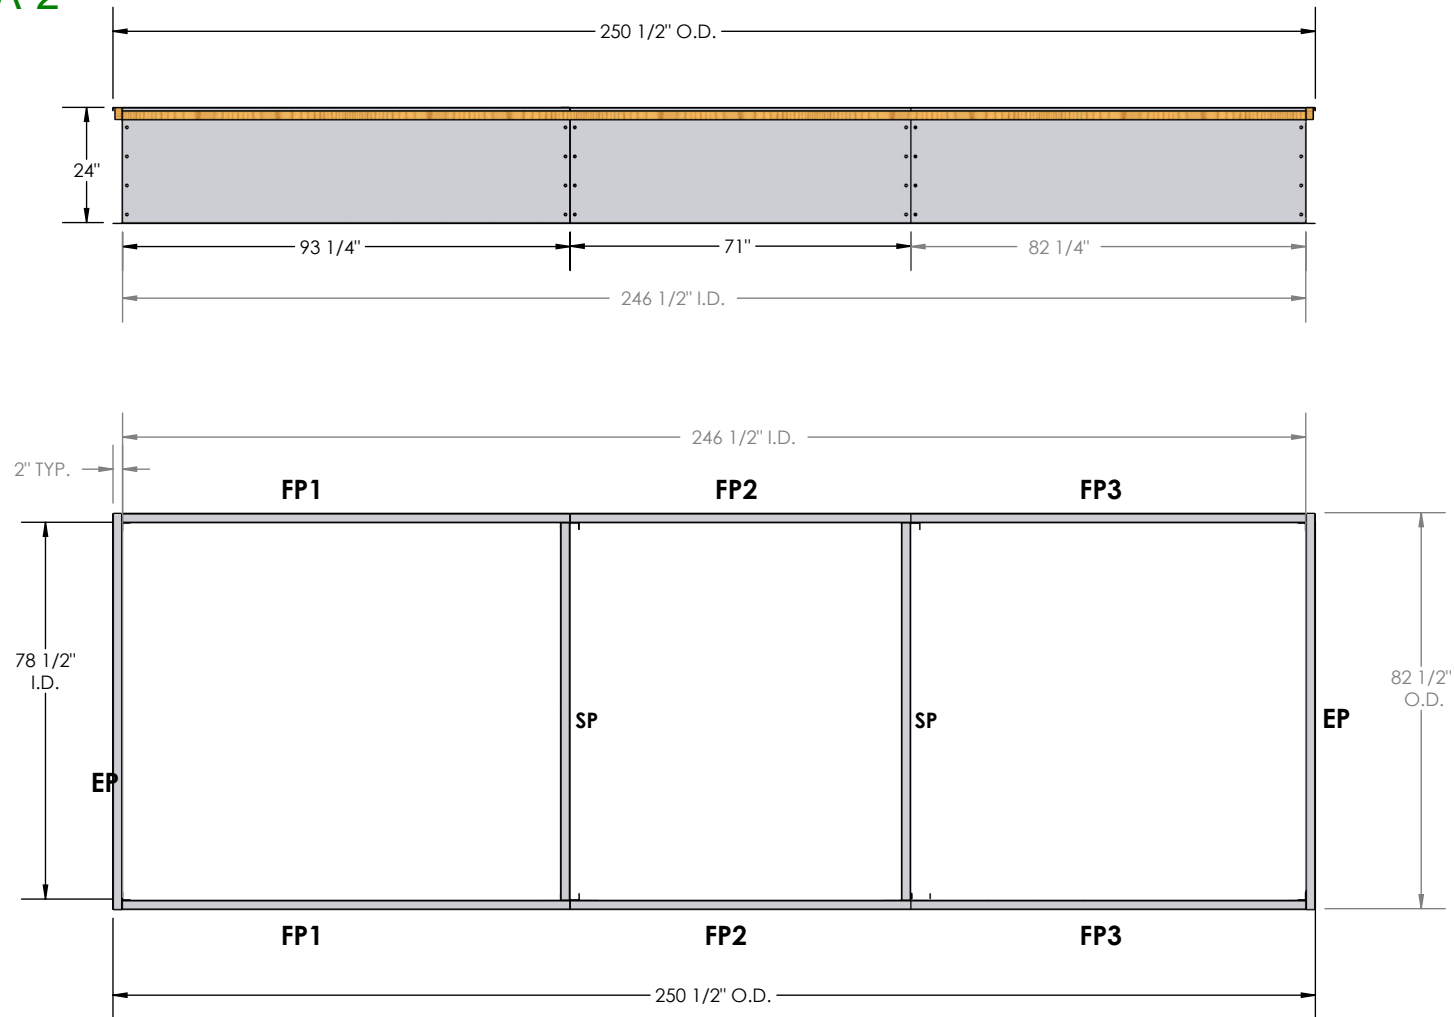 250 1/2" O.D.
24"
93 1/4"
71"
82 1/4"
246 1/2" I.D.
246 1/2" I.D.
2" TYP.
FP1
FP2
FP3
78 1/2"
I.D.
SP
SP
EP
82 1/2"
O.D.
EP
FP1
FP2
FP3
250 1/2" O.D.